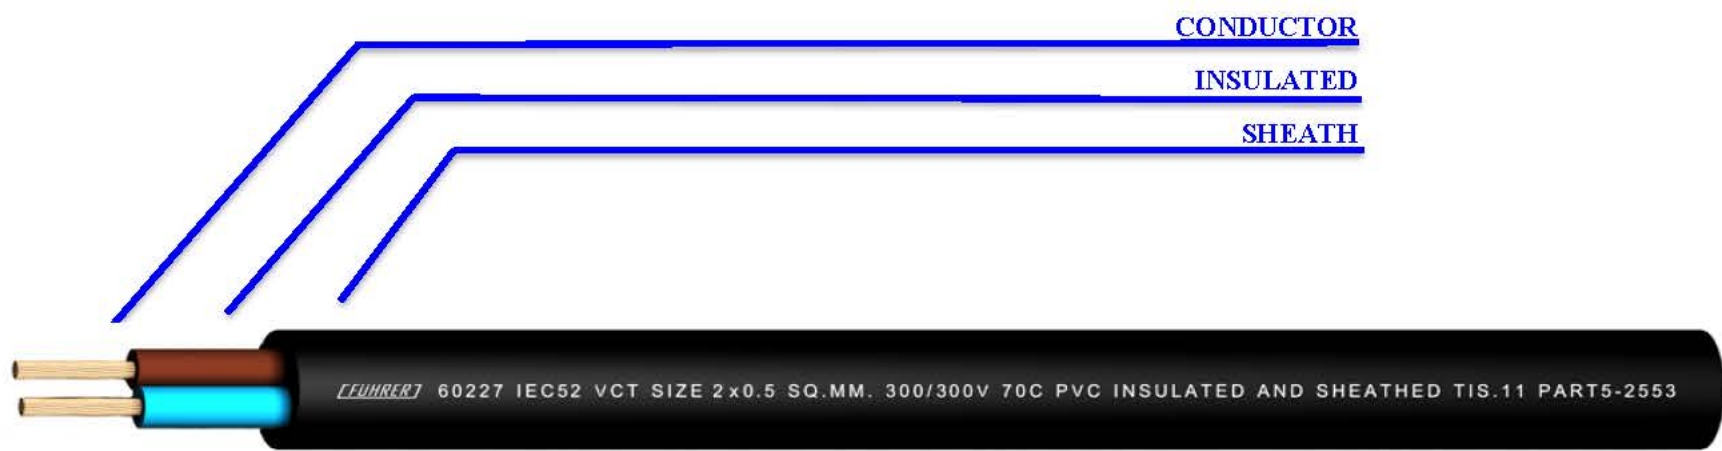 CONDUCTOR
INSULATED
SHEATH
FUHRER 60227 IEC52 VCT SIZE 2x0.5 SQ.MM. 300/300V 70C PVC INSULATED AND SHEATHED TIS.11 PART5-2553